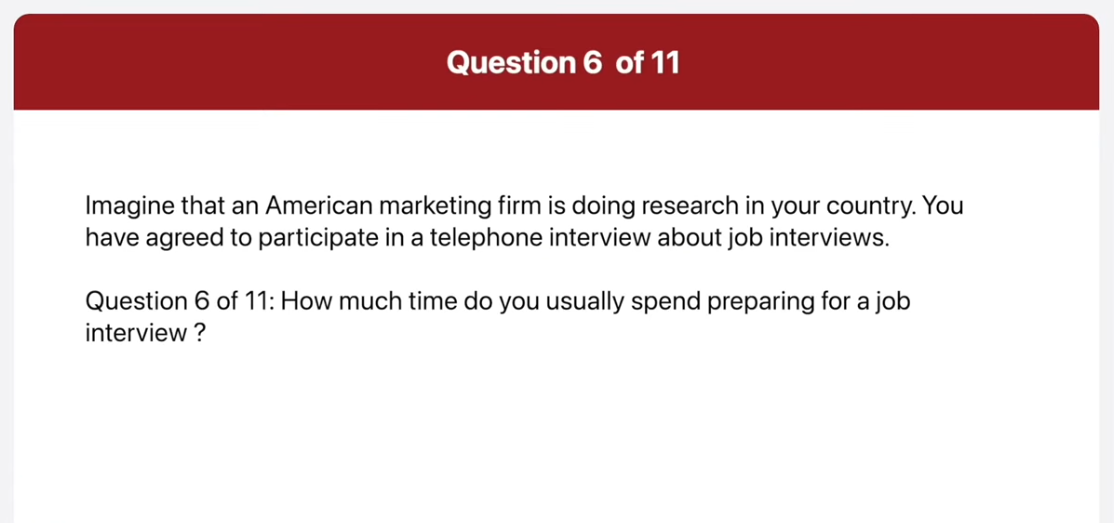 Question 6 of 11
Imagine that an American marketing firm is doing research in your country. You
have agreed to participate in a telephone interview about job interviews.
Question 6 of 11: How much time do you usually spend preparing for a job
interview ?